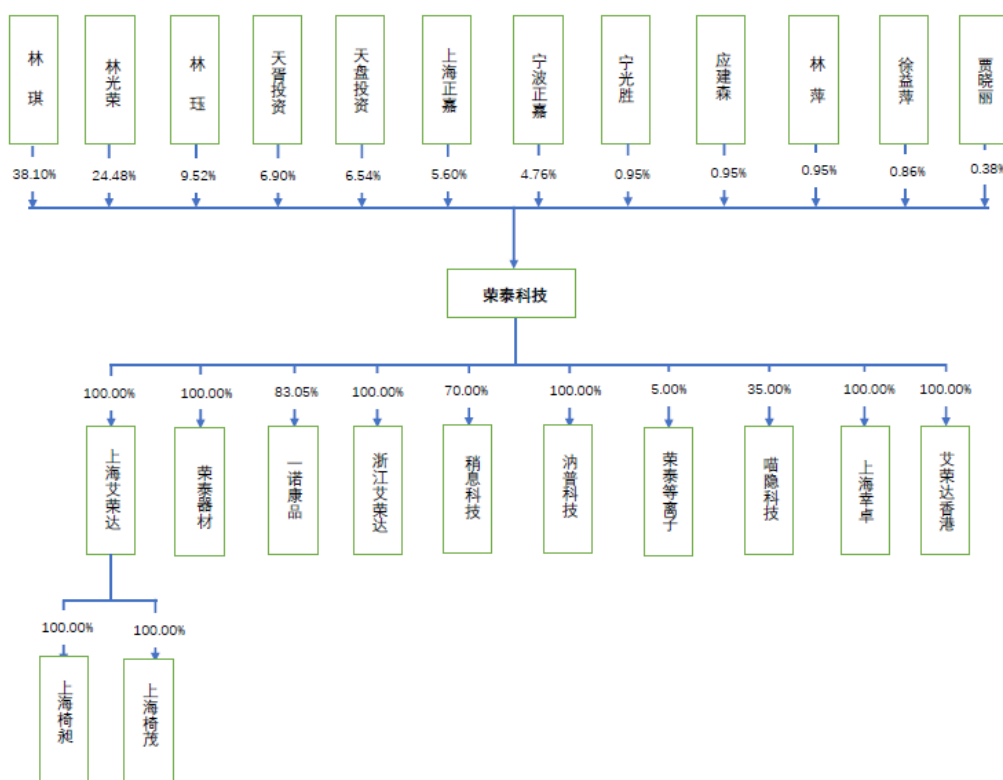 林琪
林光荣
林珏
天胥投资
天盘投资
上海正嘉
宁波正嘉
宁光胜
应建森
林萍
徐益萍
贾晓丽
38.10%
24.48%
9.52%
6.90%
6.54%
5.60%
4.76%
0.95%
0.95%
0.95%
0.86%
0.38%
荣泰科技
100.00%
100.00%
83.05%
100.00%
70.00%
100.00%
5.00%
35.00%
100.00%
100.00%
上海艾荣达
荣泰器材
一诺康品
浙江艾荣达
稍息科技
汭普科技
荣泰等离子
喵隐科技
上海幸卓
艾荣达香港
100.00%
100.00%
上海椅昶
上海椅茂